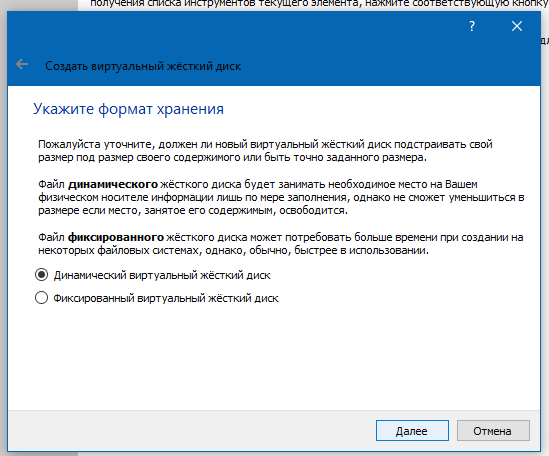 получения списка инструментов текущего элемента, нажмите соответствующую кнопку
?
Создать виртуальный жёсткий диск
Укажите формат хранения
Пожалуйста уточните, должен ли новый виртуальный жёсткий диск подстраивать свой
размер под размер своего содержимого или быть точно заданного размера.
Файл динамического жёсткого диска будет занимать необходимое место на Вашем
физическом носителе информации лишь по мере заполнения, однако не сможет уменьшиться в
размере если место, занятое его содержимым, освободится.
Файл фиксированного жёсткого диска может потребовать больше времени при создании на
некоторых файловых системах, однако, обычно, быстрее в использовании.
Динамический виртуальный жёсткий диск
Фиксированный виртуальный жёсткий диск
Далее
Отмена